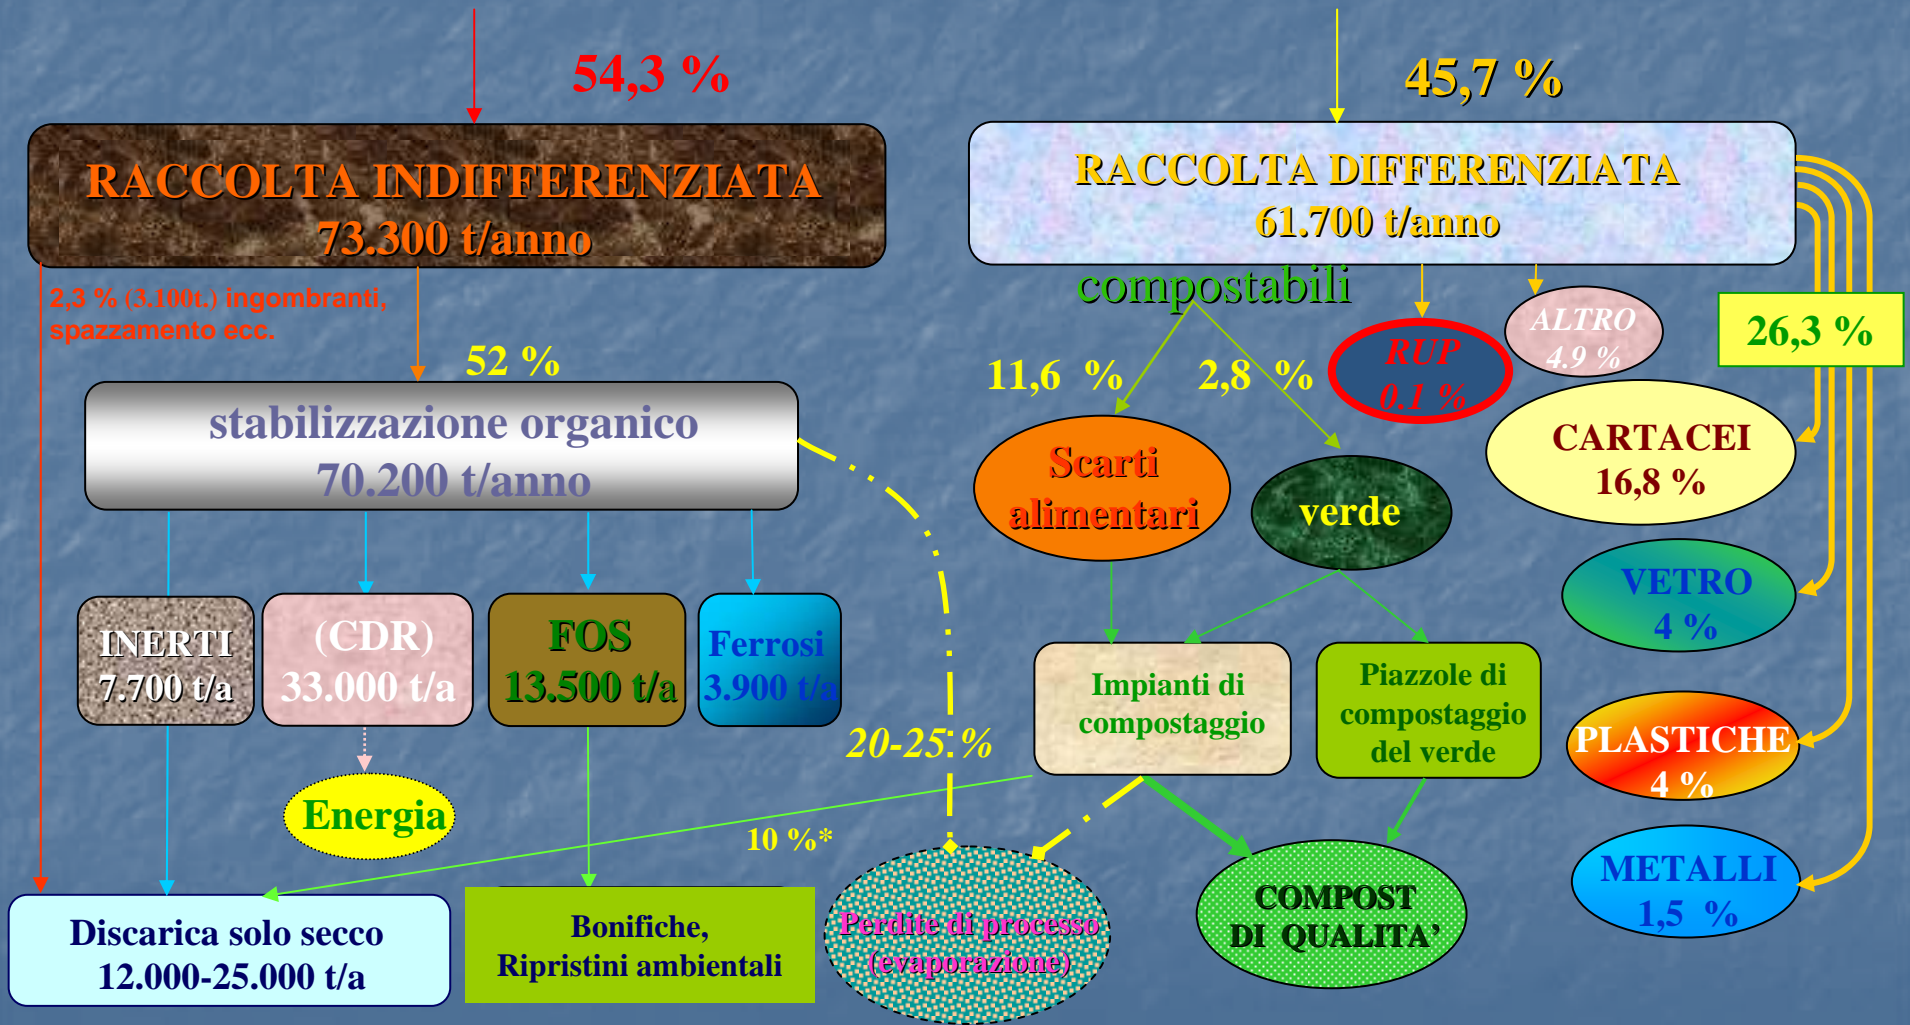 54,3 %
45,7 %
RACCOLTA INDIFFERENZIATA
73.300 t/anno
RACCOLTA DIFFERENZIATA
61.700 t/anno
2,3 % (3.100t.) ingombranti,
spazzamento ecc.
52 %
stabilizzazione organico
70.200 t/anno
INERTI
7.700 t/a
(CDR)
33.000 t/a
FOS
13.500 t/a
Ferrosi
3.900 t/a
Energia
20-25 %
10 %*
Discarica solo secco
12.000-25.000 t/a
Bonifiche,
Ripristini ambientali
Perdite di processo
(evaporazione)
compostabili
11,6 %
2,8 %
RUP
0.1 %
ALTRO
4.9 %
26,3 %
Scarti
alimentari
verde
CARTACEI
16,8 %
VETRO
4 %
PLASTICHE
4 %
METALLI
1,5 %
Impianti di
compostaggio
Piazzole di
compostaggio
del verde
COMPOST
DI QUALITA’